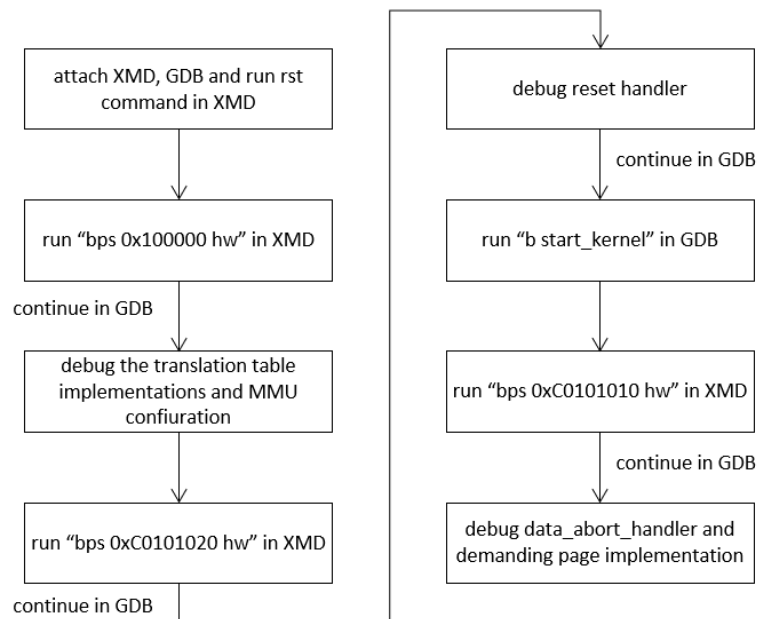 attach XMD, GDB and run rst
command in XMD
run “bps 0x100000 hw” in XMD
continue in GDB
debug the translation table
implementations and MMU
confiuration
run “bps 0xC0101020 hw” in XMD
continue in GDB
debug reset handler
continue in GDB
run “b start_kernel” in GDB
run “bps 0xC0101010 hw” in XMD
continue in GDB
debug data_abort_handler and
demanding page implementation